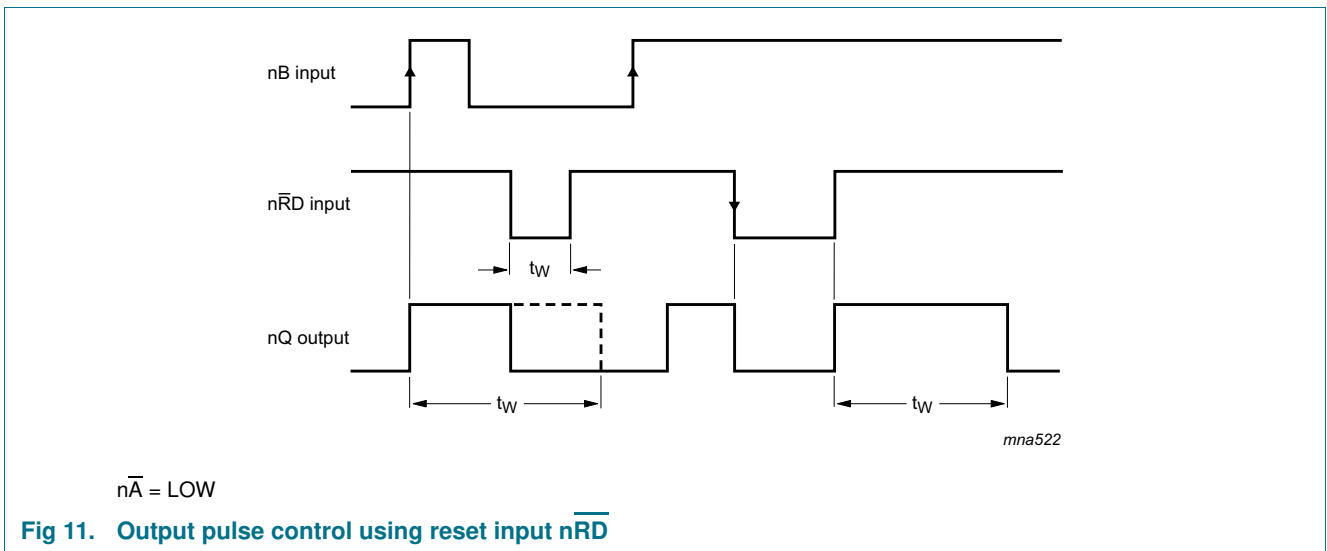 nB input
nR̅D input
tW
nQ output
tW
tW
mna522
nA̅ = LOW
Fig 11. Output pulse control using reset input nR̅D̅